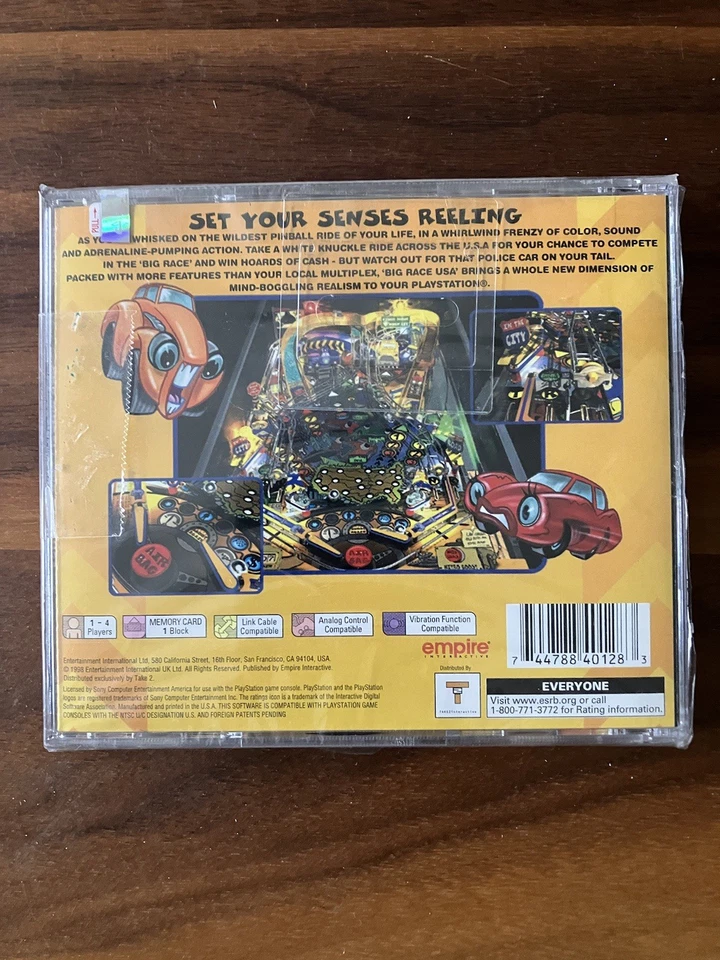 PULL
SET YOUR SENSES REELING
AS YO WHISKED ON THE WILDEST PINBALL RIDE OF YOUR LIFE, IN A WHIRLWIND FRENZY OF COLOR, SOUND
AND ADRENALINE-PUMPING ACTION. TAKE A WHITE KNUCKLE RIDE ACROSS THE U.S.A FOR YOUR CHANCE TO COMPETE
IN THE 'BIG RACE' AND WIN HOARDS OF CASH - BUT WATCH OUT FOR THAT POLICE CAR ON YOUR TAIL.
PACKED WITH MORE FEATURES THAN YOUR LOCAL MULTIPLEX, 'BIG RACE USA' BRINGS A WHOLE NEW DIMENSION OF
MIND-BOGGLING REALISM TO YOUR PLAYSTATION®.
IN THE
CITY
CITY
AIR
BAG
AIR
BAG
1 - 4
Players
MEMORY CARD
1 Block
Link Cable
Compatible
Analog Control
Compatible
Vibration Function
Compatible
empire
INTERACTIVE
7 44788 40128 3
Entertainment International Ltd, 580 California Street, 16th Floor, San Francisco, CA 94104, USA.
© 1998 Entertainment International UK Ltd. All Rights Reserved. Published by Empire Interactive.
Distributed exclusively by Take 2.
Licensed by Sony Computer Entertainment America for use with the PlayStation game console. PlayStation and the PlayStation
logos are registered trademarks of Sony Computer Entertainment Inc. The ratings icon is a trademark of the Interactive Digital
Software Association. Manufactured and printed in the U.S.A. THIS SOFTWARE IS COMPATIBLE WITH PLAYSTATION GAME
CONSOLES WITH THE NTSC U/C DESIGNATION U.S. AND FOREIGN PATENTS PENDING
Distributed By
T
EVERYONE
Visit www.esrb.org or call
1-800-771-3772 for Rating information.